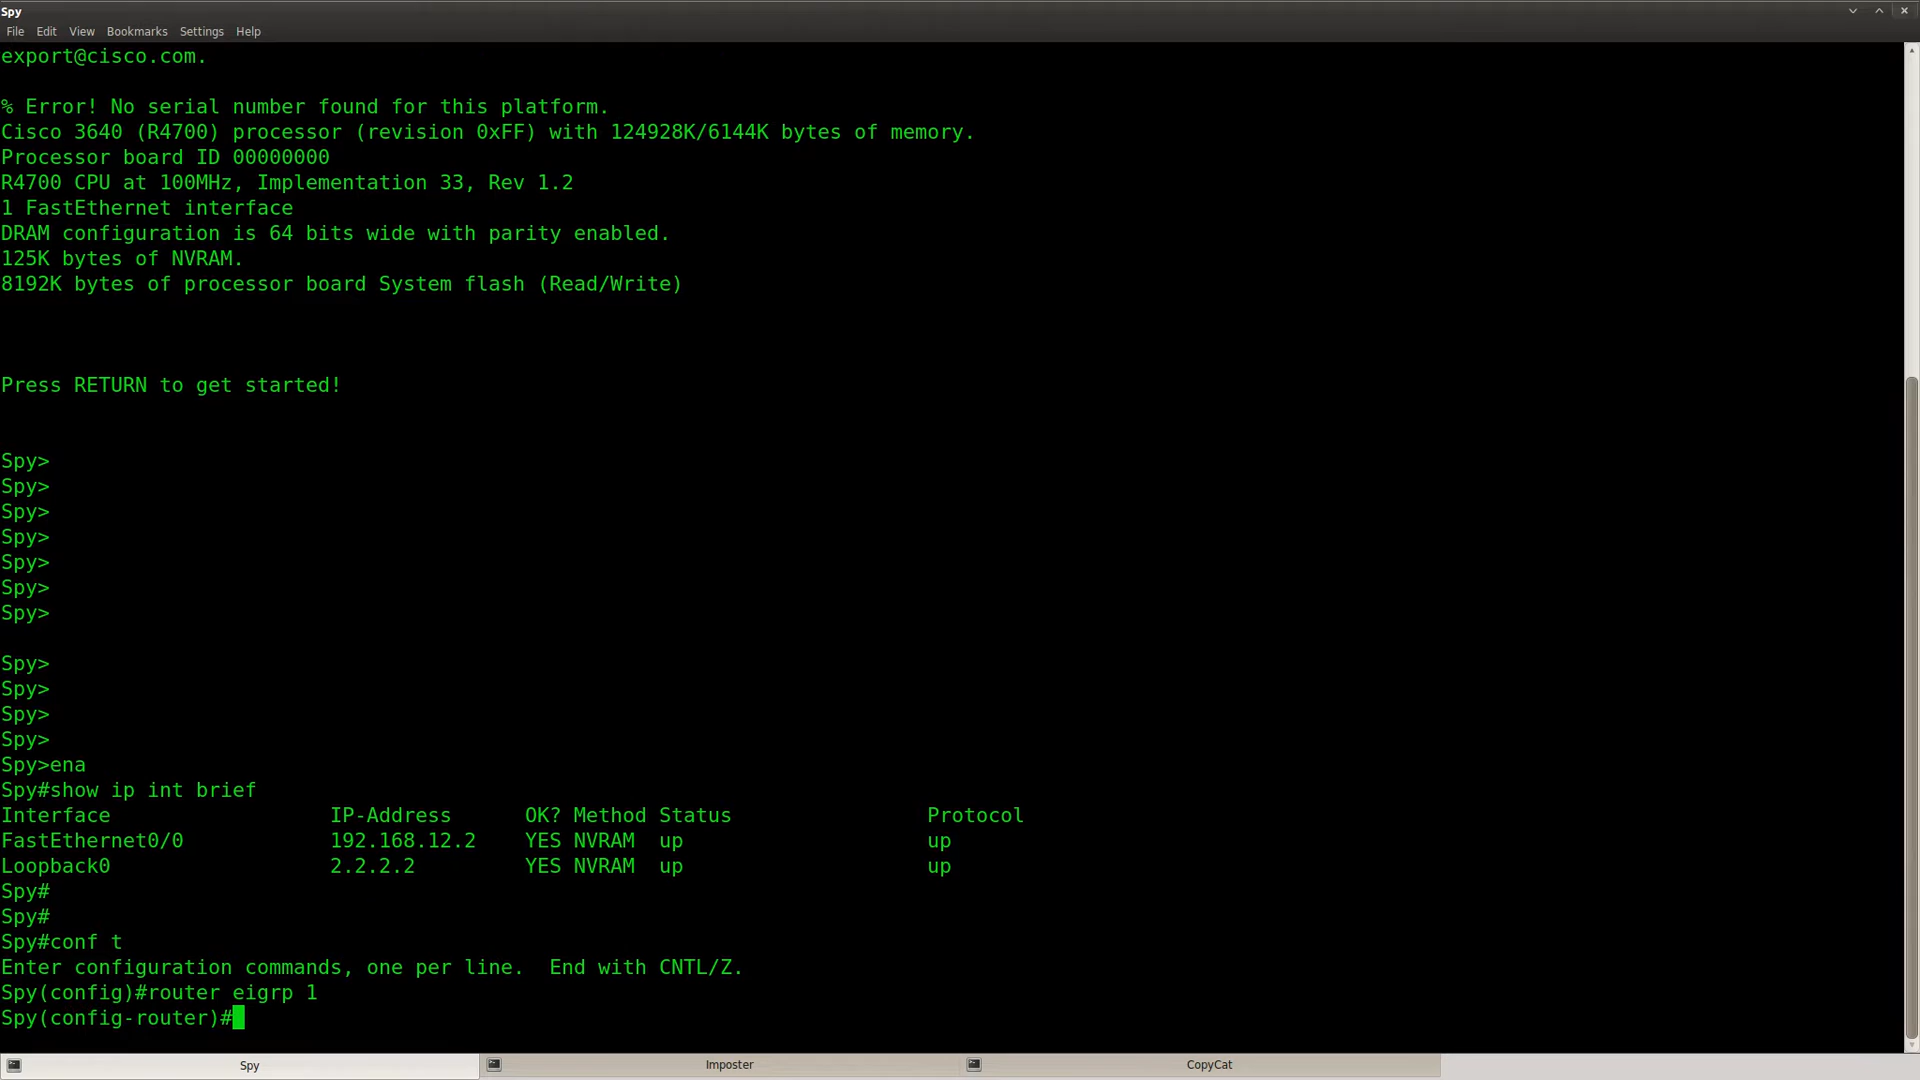 Spy
File Edit View Bookmarks Settings Help
export@cisco.com.
% Error! No serial number found for this platform.
Cisco 3640 (R4700) processor (revision 0xFF) with 124928K/6144K bytes of memory.
Processor board ID 00000000
R4700 CPU at 100MHz, Implementation 33, Rev 1.2
1 FastEthernet interface
DRAM configuration is 64 bits wide with parity enabled.
125K bytes of NVRAM.
8192K bytes of processor board System flash (Read/Write)
Press RETURN to get started!
Spy>
Spy>
Spy>
Spy>
Spy>
Spy>
Spy>
Spy>
Spy>
Spy>
Spy>
Spy>ena
Spy#show ip int brief
Interface IP-Address OK? Method Status Protocol
FastEthernet0/0 192.168.12.2 YES NVRAM up up
Loopback0 2.2.2.2 YES NVRAM up up
Spy#
Spy#
Spy#conf t
Enter configuration commands, one per line. End with CNTL/Z.
Spy(config)#router eigrp 1
Spy(config-router)#
Spy Imposter CopyCat